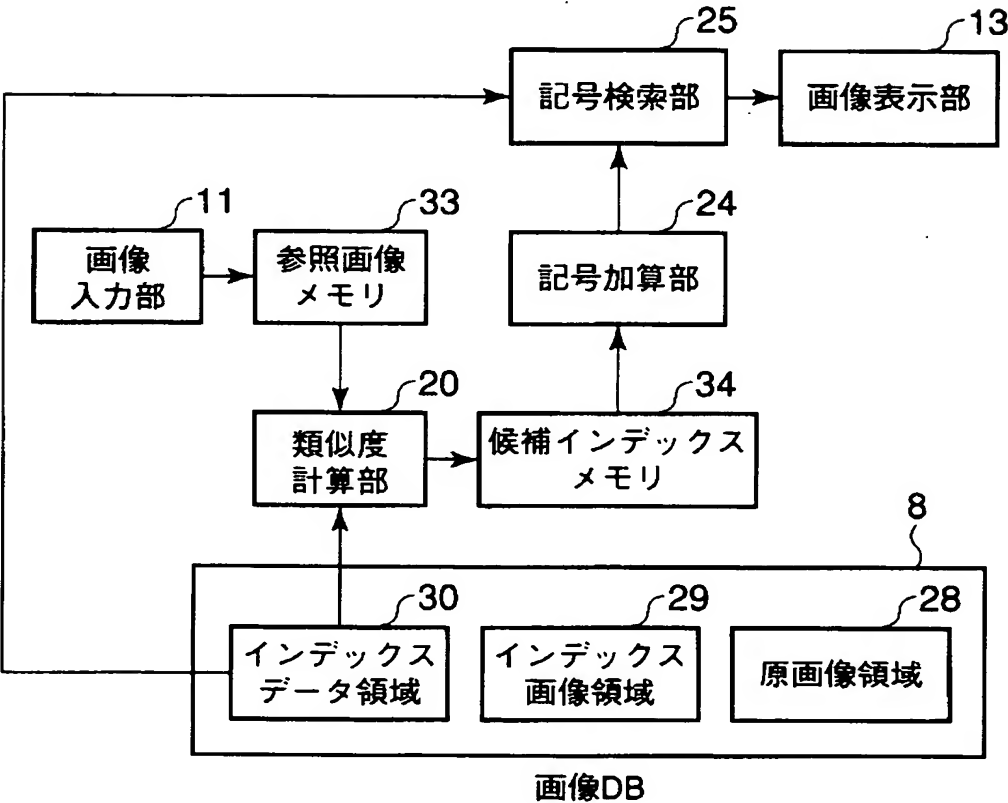 25
13
記号検索部
画像表示部
11
33
24
画像
入力部
参照画像
メモリ
記号加算部
20
34
類似度
計算部
候補インデックス
メモリ
8
30
29
28
インデックス
データ領域
インデックス
画像領域
原画像領域
画像DB